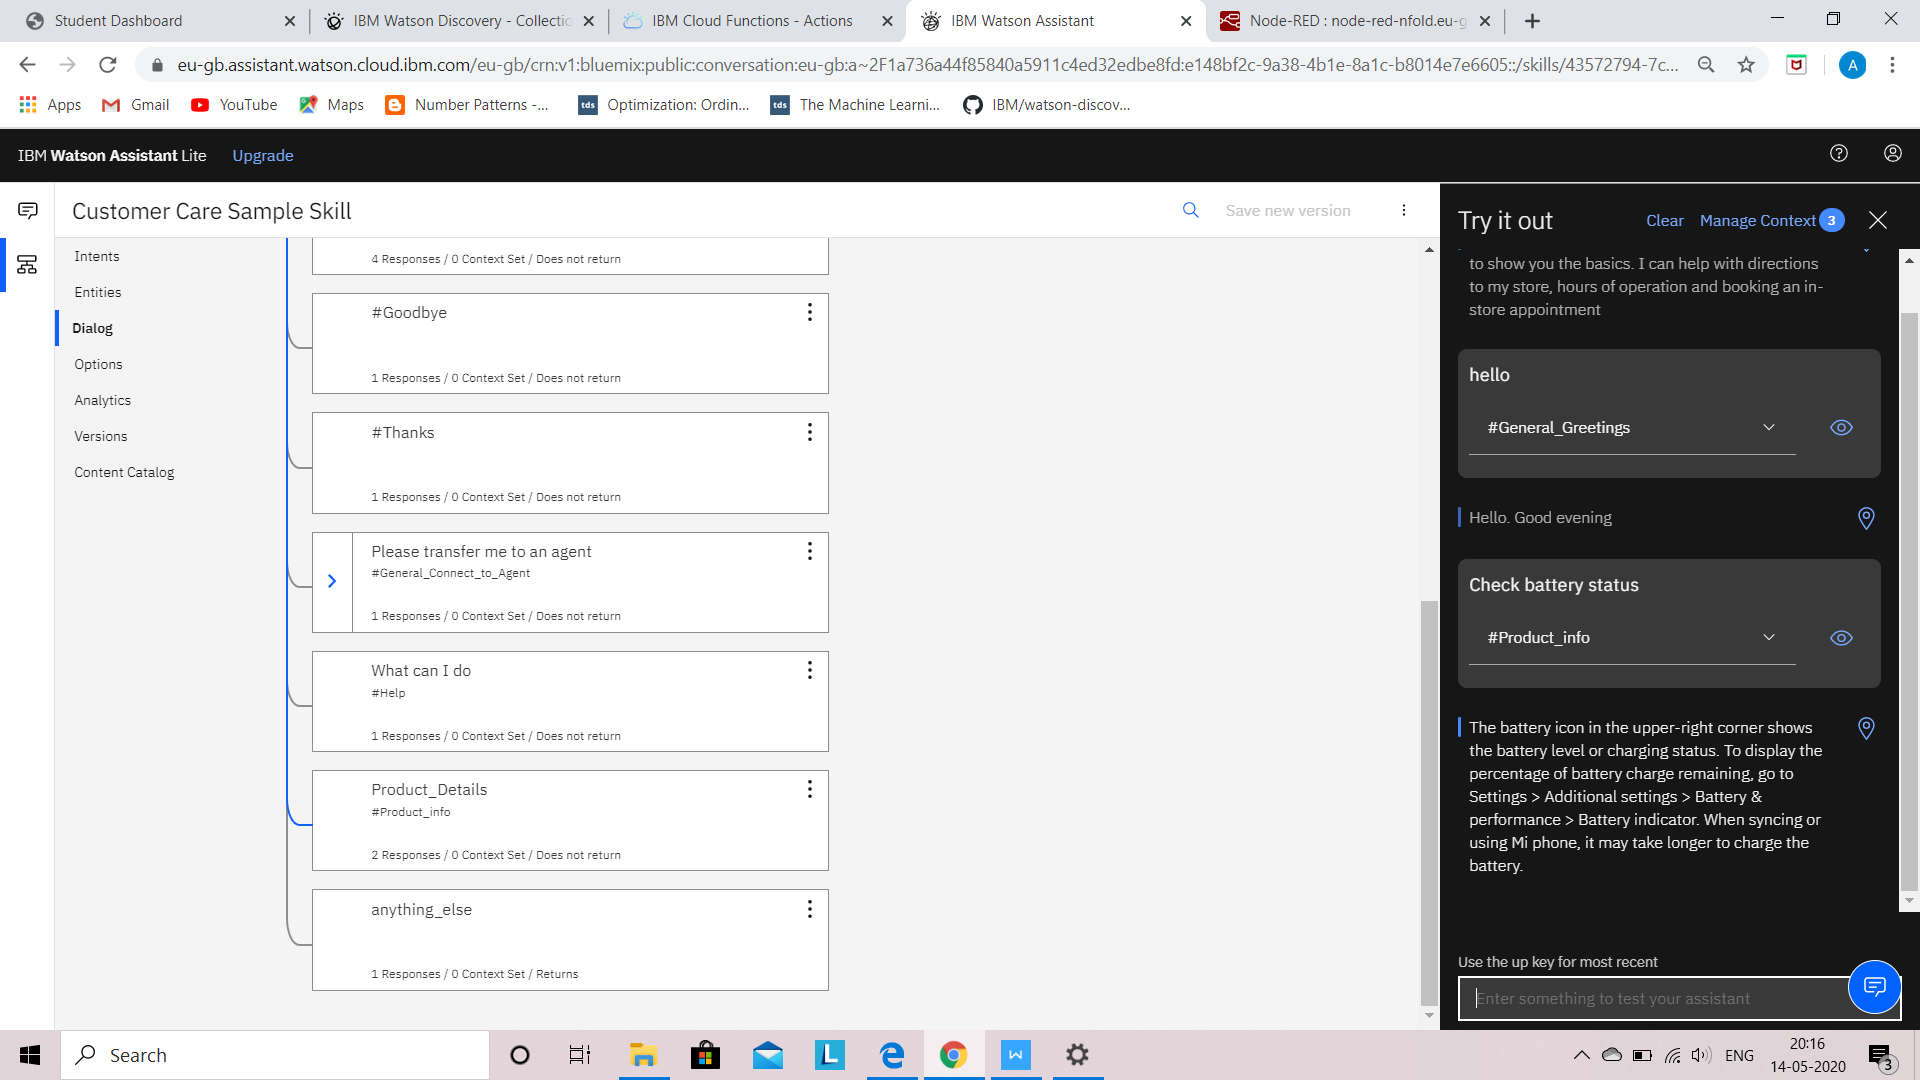 Student Dashboard
IBM Watson Discovery - Collectio
IBM Cloud Functions - Actions
IBM Watson Assistant
Node-RED : node-red-nfold.eu-g
eu-gb.assistant.watson.cloud.ibm.com/eu-gb/crn:v1:bluemix:public:conversation:eu-gb:a~2F1a736a44f85840a5911c4ed32edbe8fd:e148bf2c-9a38-4b1e-8a1c-b8014e7e6605::/skills/43572794-7c...
A
Apps
Gmail
YouTube
Maps
Number Patterns -...
tds
Optimization: Ordin...
tds
The Machine Learni...
IBM/watson-discov...
IBM Watson Assistant Lite
Upgrade
Customer Care Sample Skill
Save new version
Intents
Entities
Dialog
Options
Analytics
Versions
Content Catalog
4 Responses / 0 Context Set / Does not return
#Goodbye
1 Responses / 0 Context Set / Does not return
#Thanks
1 Responses / 0 Context Set / Does not return
Please transfer me to an agent
#General_Connect_to_Agent
1 Responses / 0 Context Set / Does not return
What can I do
#Help
1 Responses / 0 Context Set / Does not return
Product_Details
#Product_info
2 Responses / 0 Context Set / Does not return
anything_else
1 Responses / 0 Context Set / Returns
Try it out
Clear
Manage Context 3
to show you the basics. I can help with directions
to my store, hours of operation and booking an in-
store appointment
hello
#General_Greetings
Hello. Good evening
Check battery status
#Product_info
The battery icon in the upper-right corner shows
the battery level or charging status. To display the
percentage of battery charge remaining, go to
Settings > Additional settings > Battery &
performance > Battery indicator. When syncing or
using Mi phone, it may take longer to charge the
battery.
Use the up key for most recent
Enter something to test your assistant
Search
L
W
ENG
20:16
14-05-2020
3